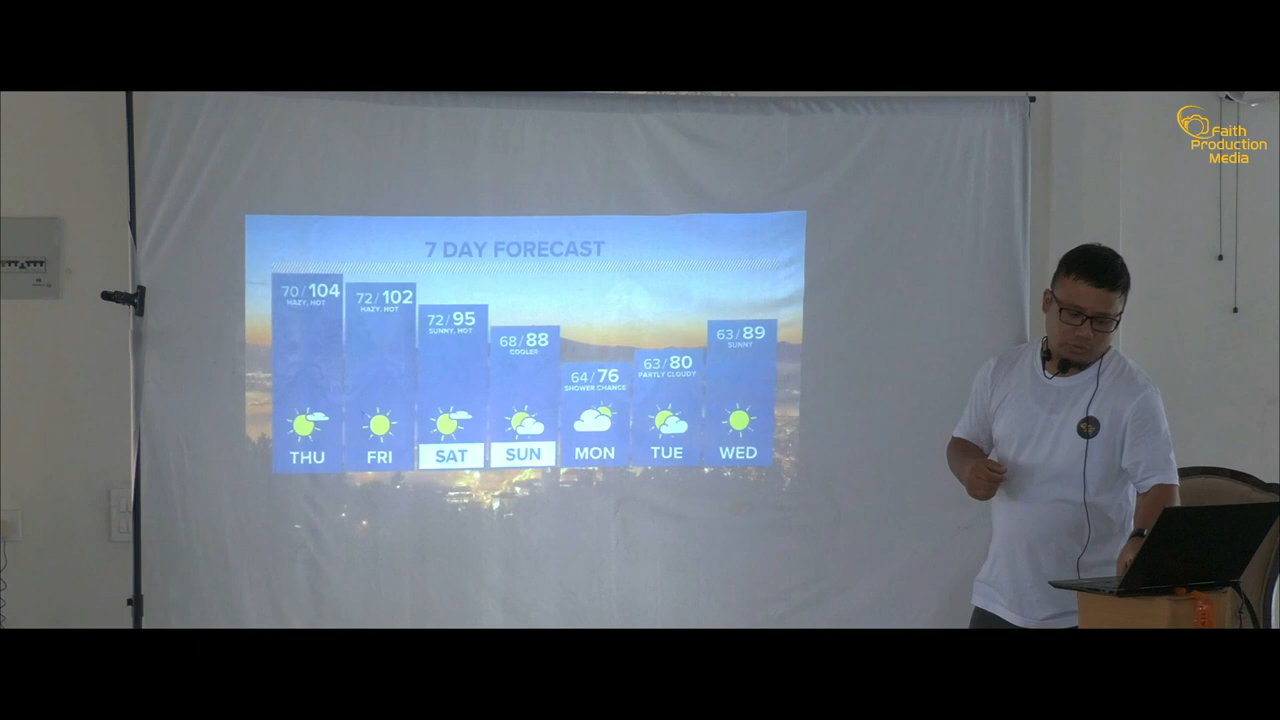 Faith
Production
Media
7 DAY FORECAST
70/104
HAZY, HOT
72/102
HAZY, HOT
72/95
SUNNY, HOT
68/88
COOLER
64/76
SHOWER CHANCE
63/80
PARTLY CLOUDY
63/89
SUNNY
THU
FRI
SAT
SUN
MON
TUE
WED